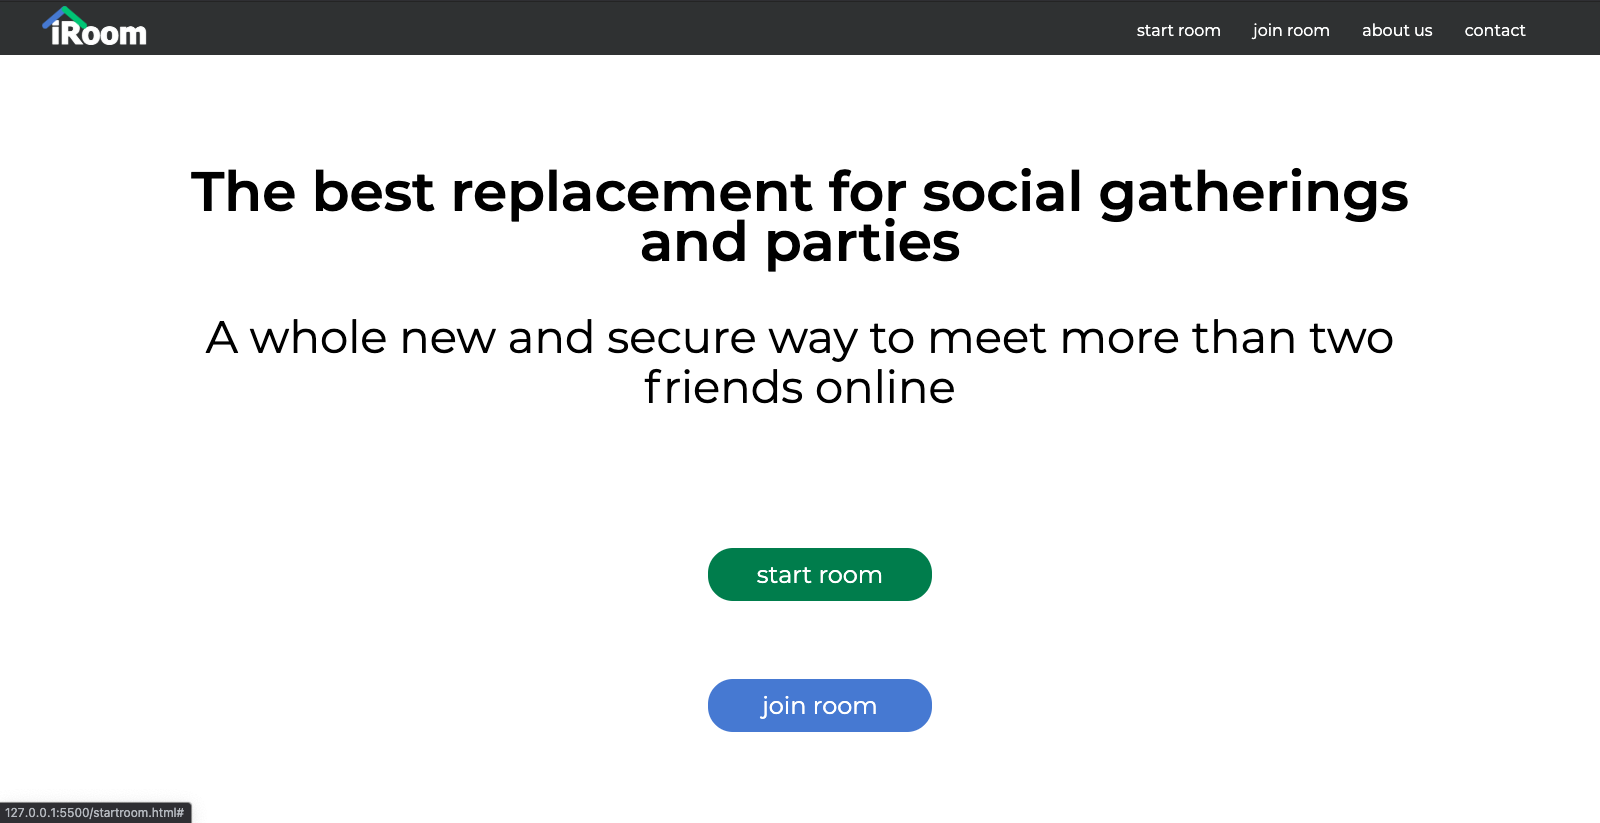 iRoom
start room
join room
about us
contact
The best replacement for social gatherings
and parties
A whole new and secure way to meet more than two
friends online
start room
join room
127.0.0.1:5500/startroom.html#